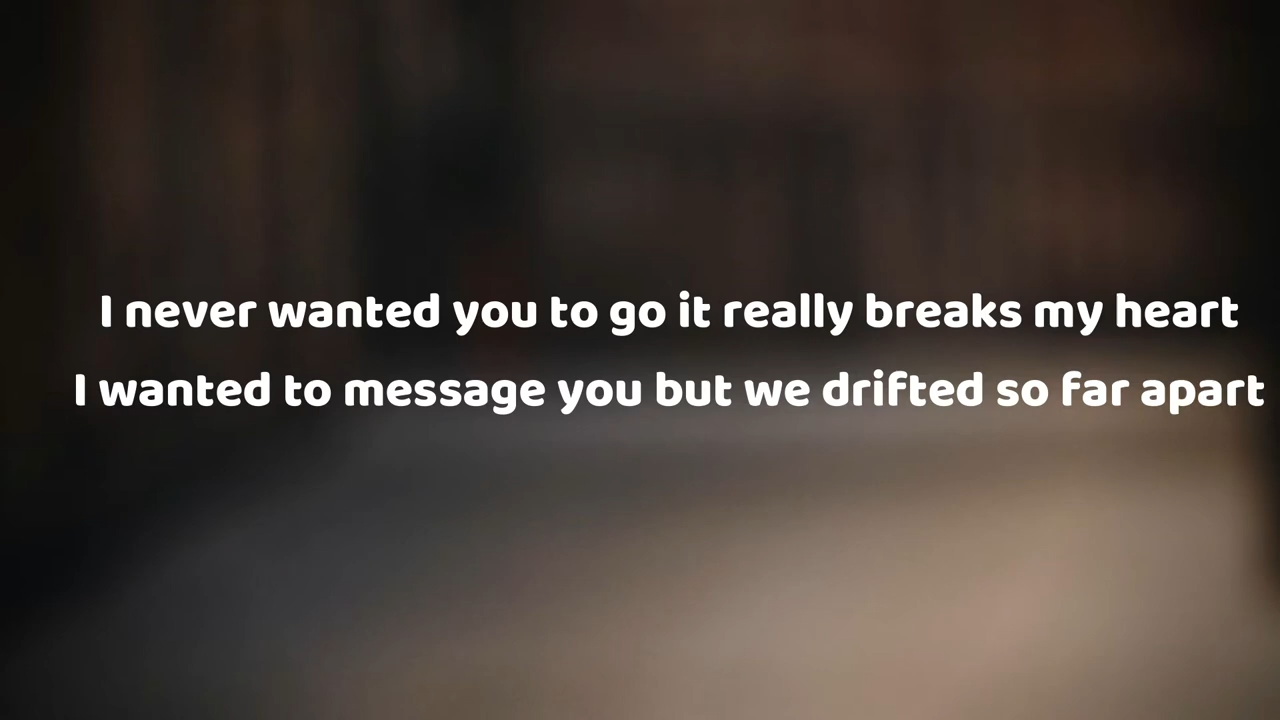 I never wanted you to go it really breaks my heart
I wanted to message you but we drifted so far apart